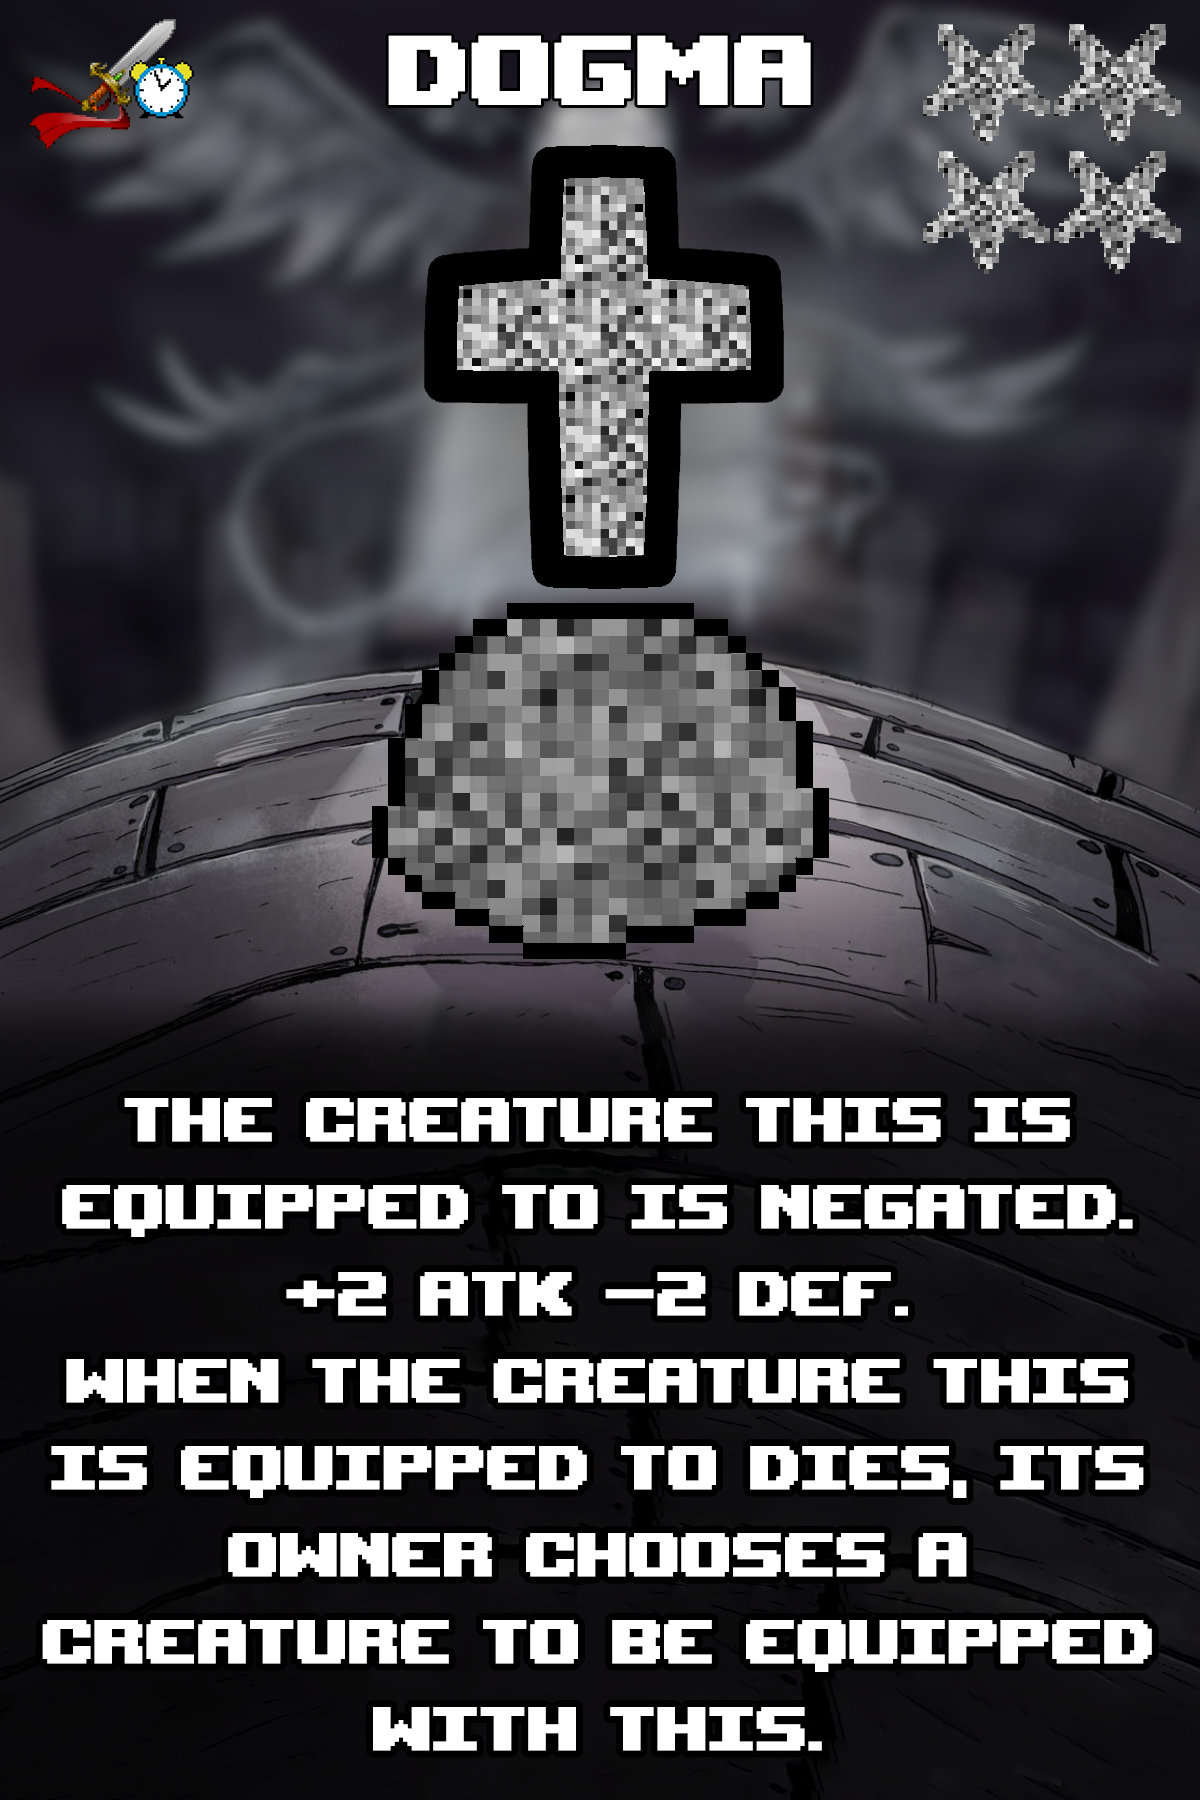 DOGMA
THE CREATURE THIS IS
EQUIPPED TO IS NEGATED.
+2 ATK -2 DEF.
WHEN THE CREATURE THIS
IS EQUIPPED TO DIES, ITS
OWNER CHOOSES A
CREATURE TO BE EQUIPPED
WITH THIS.